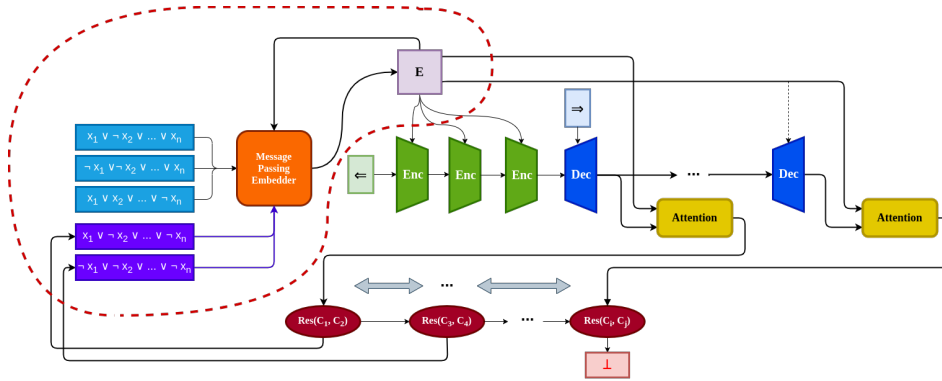 E
⇒
x₁ ∨ ¬ x₂ ∨ ... ∨ xₙ
¬ x₁ ∨ ¬ x₂ ∨ ... ∨ xₙ
x₁ ∨ x₂ ∨ ... ∨ xₙ
x₁ ∨ ¬ x₂ ∨ ... ∨ ¬ xₙ
¬ x₁ ∨ ¬ x₂ ∨ ... ∨ ¬ xₙ
Message
Passing
Embedder
⇐
Enc
Enc
Enc
Dec
...
Dec
Attention
Attention
...
Res(C₁, C₂)
Res(C₃, C₄)
...
Res(Cᵢ, Cⱼ)
⊥